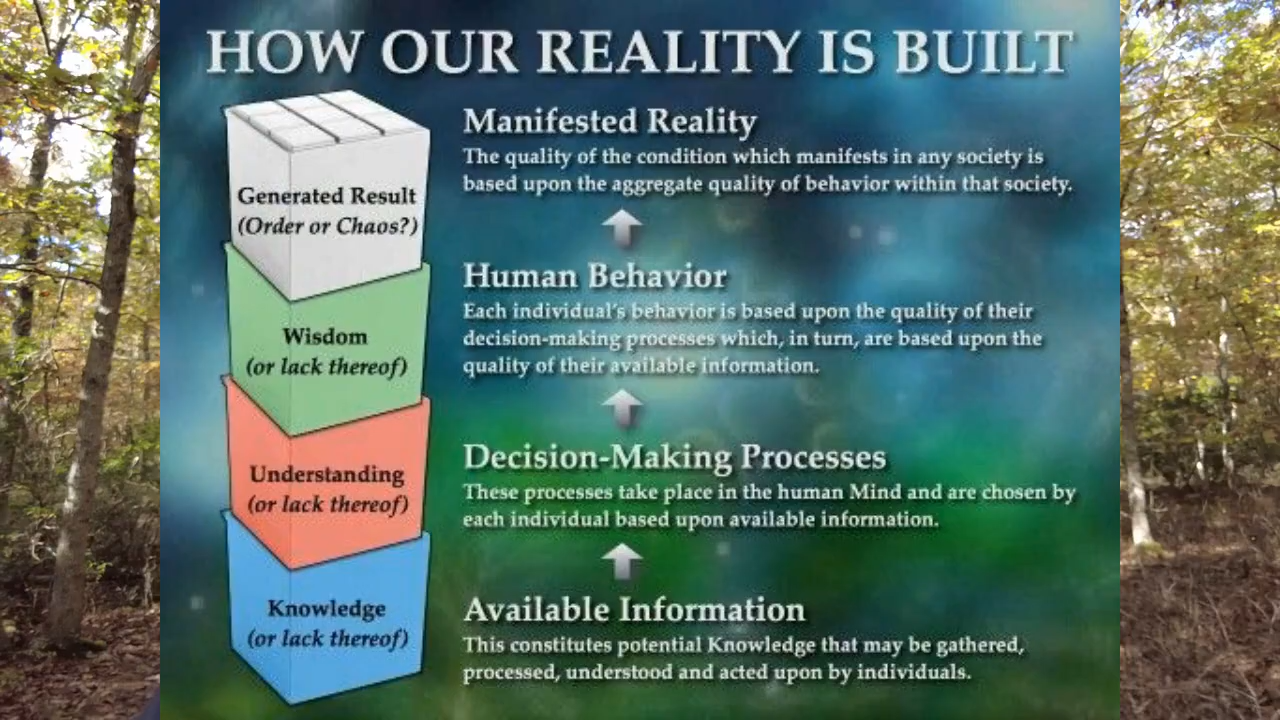 HOW OUR REALITY IS BUILT
Generated Result
(Order or Chaos?)
Manifested Reality
The quality of the condition which manifests in any society is
based upon the aggregate quality of behavior within that society.
Wisdom
(or lack thereof)
Human Behavior
Each individual's behavior is based upon the quality of their
decision-making processes which, in turn, are based upon the
quality of their available information.
Understanding
(or lack thereof)
Decision-Making Processes
These processes take place in the human Mind and are chosen by
each individual based upon available information.
Knowledge
(or lack thereof)
Available Information
This constitutes potential Knowledge that may be gathered,
processed, understood and acted upon by individuals.